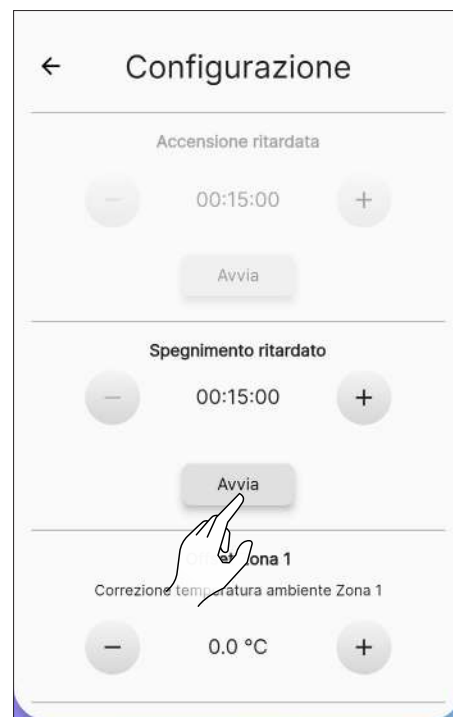 Configurazione
Accensione ritardata
00:15:00
Avvia
Spegnimento ritardato
00:15:00
Avvia
Zona 1
Correzione temperatura ambiente Zona 1
0.0 °C